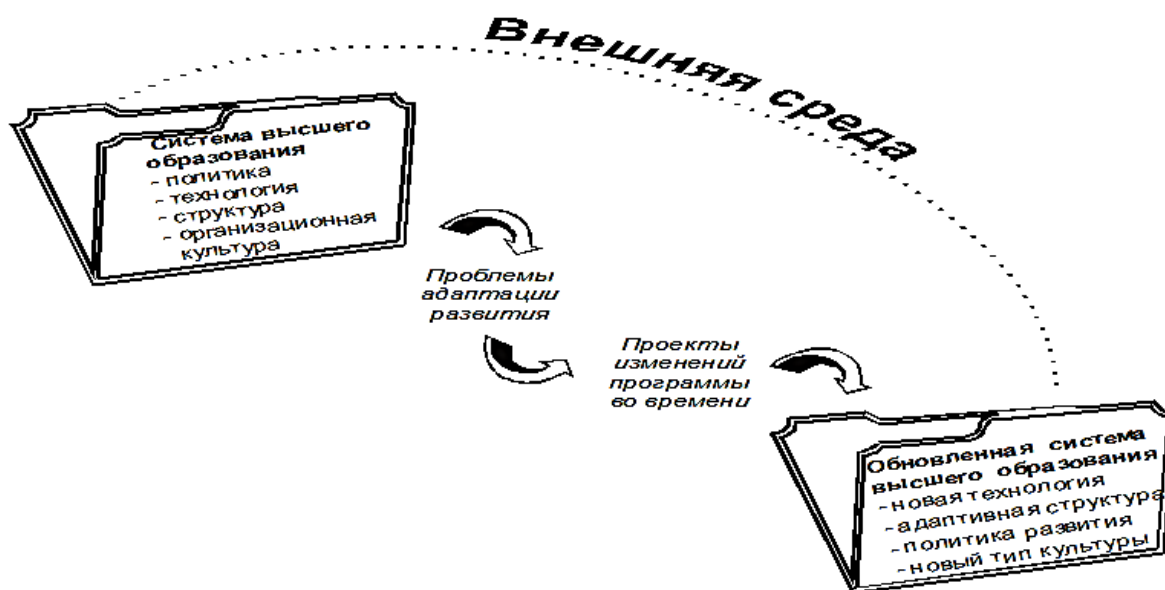 Внешняя среда
Система высшего
образования
- политика
- технология
- структура
- организационная
культура
Проблемы
адаптации
развития
Проекты
изменений
программы
во времени
Обновленная система
высшего образования
-новая технология
-адаптивная структура
-политика развития
-новый тип культуры